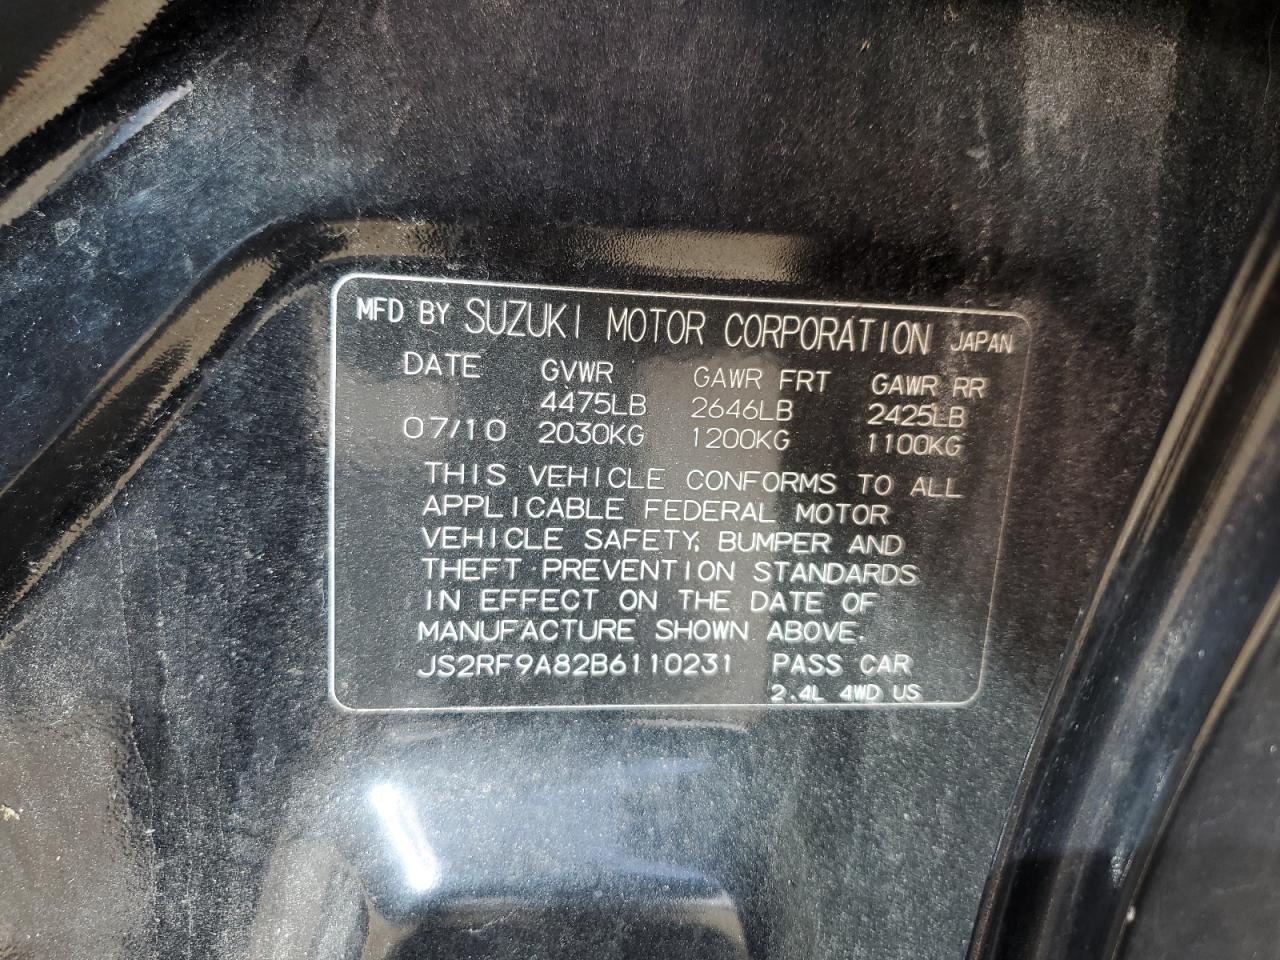 MFD BY SUZUKI MOTOR CORPORATION JAPAN
DATE GVWR GAWR FRT GAWR RR
4475LB 2646LB 2425LB
07/10 2030KG 1200KG 1100KG
THIS VEHICLE CONFORMS TO ALL
APPLICABLE FEDERAL MOTOR
VEHICLE SAFETY, BUMPER AND
THEFT PREVENTION STANDARDS
IN EFFECT ON THE DATE OF
MANUFACTURE SHOWN ABOVE.
JS2RF9A82B6110231 PASS CAR
2.4L 4WD US